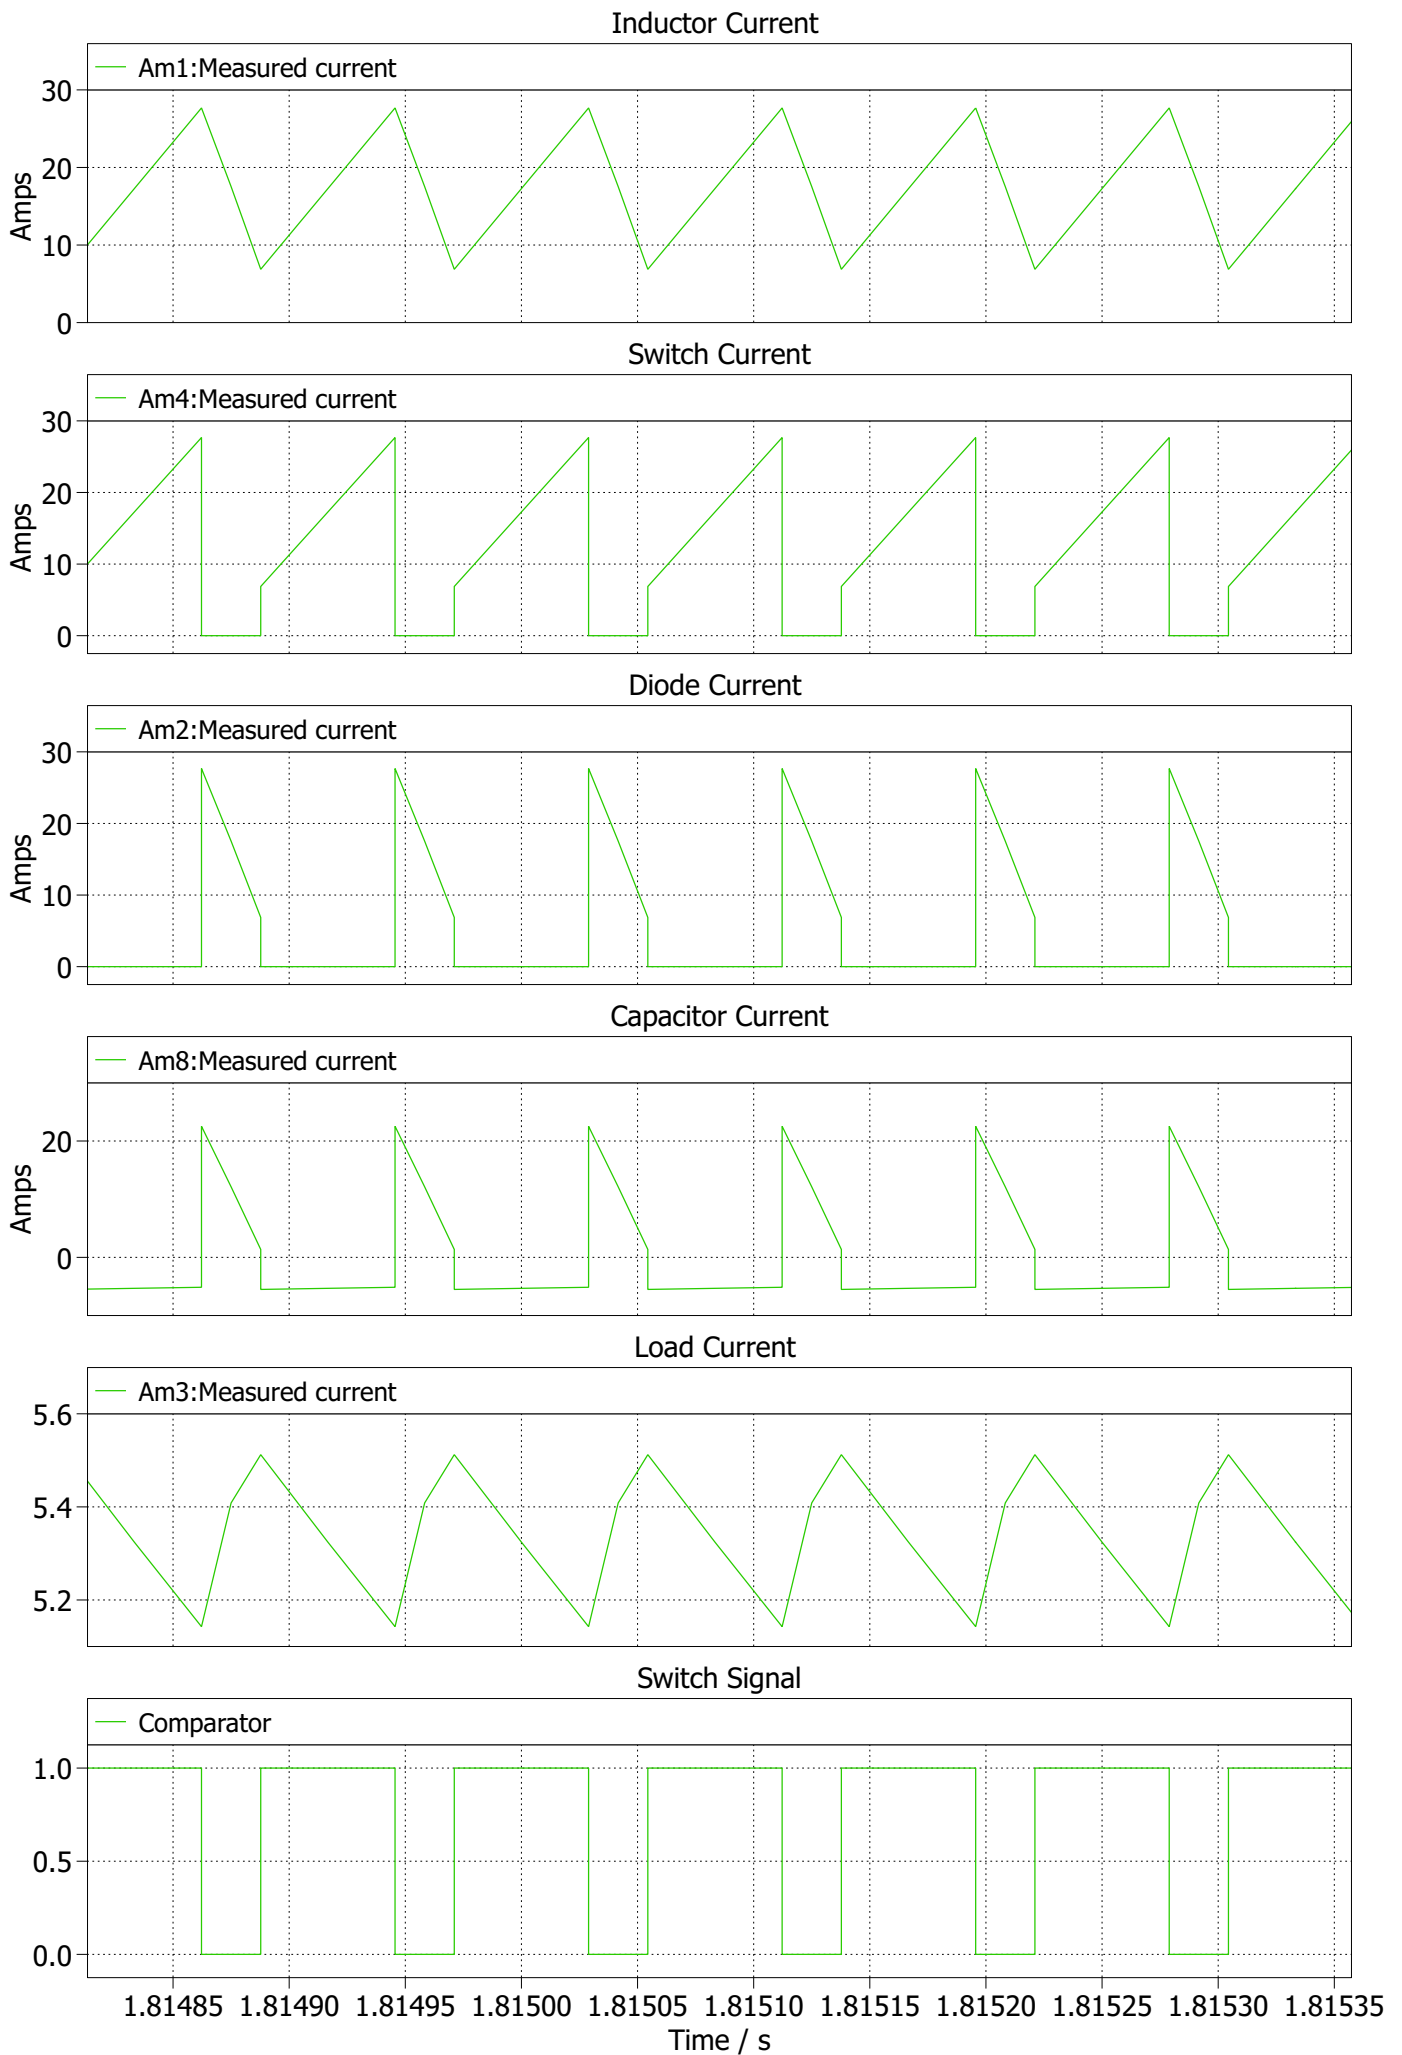 Inductor Current
Am1:Measured current
30
20
10
0
Amps
Switch Current
Am4:Measured current
30
20
10
0
Amps
Diode Current
Am2:Measured current
30
20
10
0
Amps
Capacitor Current
Am8:Measured current
20
0
Amps
Load Current
Am3:Measured current
5.6
5.4
5.2
Switch Signal
Comparator
1.0
0.5
0.0
1.81485 1.81490 1.81495 1.81500 1.81505 1.81510 1.81515 1.81520 1.81525 1.81530 1.81535
Time / s